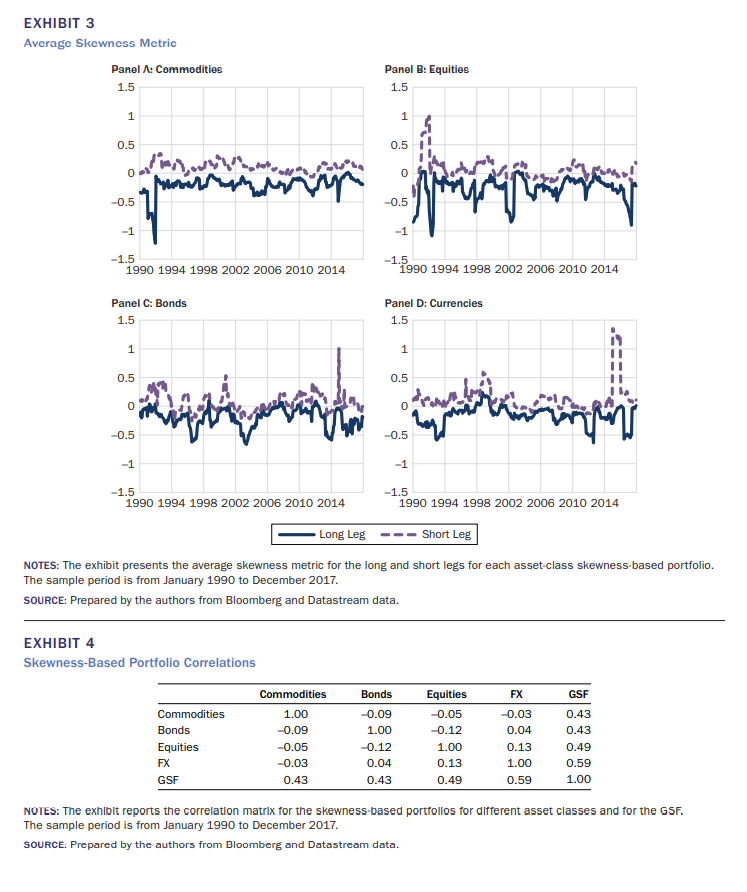 EXHIBIT 3
Average Skewness Metric
Panel A: Commodities
1.5
1
0.5
0
−0.5
−1
−1.5
1990 1994 1998 2002 2006 2010 2014
Panel B: Equities
1.5
1
0.5
0
−0.5
−1
−1.5
1990 1994 1998 2002 2006 2010 2014
Panel C: Bonds
1.5
1
0.5
0
−0.5
−1
−1.5
1990 1994 1998 2002 2006 2010 2014
Panel D: Currencies
1.5
1
0.5
0
−0.5
−1
−1.5
1990 1994 1998 2002 2006 2010 2014
Long Leg Short Leg
NOTES: The exhibit presents the average skewness metric for the long and short legs for each asset-class skewness-based portfolio.
The sample period is from January 1990 to December 2017.
SOURCE: Prepared by the authors from Bloomberg and Datastream data.
EXHIBIT 4
Skewness-Based Portfolio Correlations
Commodities Bonds Equities FX GSF
Commodities 1.00 −0.09 −0.05 −0.03 0.43
Bonds −0.09 1.00 −0.12 0.04 0.43
Equities −0.05 −0.12 1.00 0.13 0.49
FX −0.03 0.04 0.13 1.00 0.59
GSF 0.43 0.43 0.49 0.59 1.00
NOTES: The exhibit reports the correlation matrix for the skewness-based portfolios for different asset classes and for the GSF.
The sample period is from January 1990 to December 2017.
SOURCE: Prepared by the authors from Bloomberg and Datastream data.